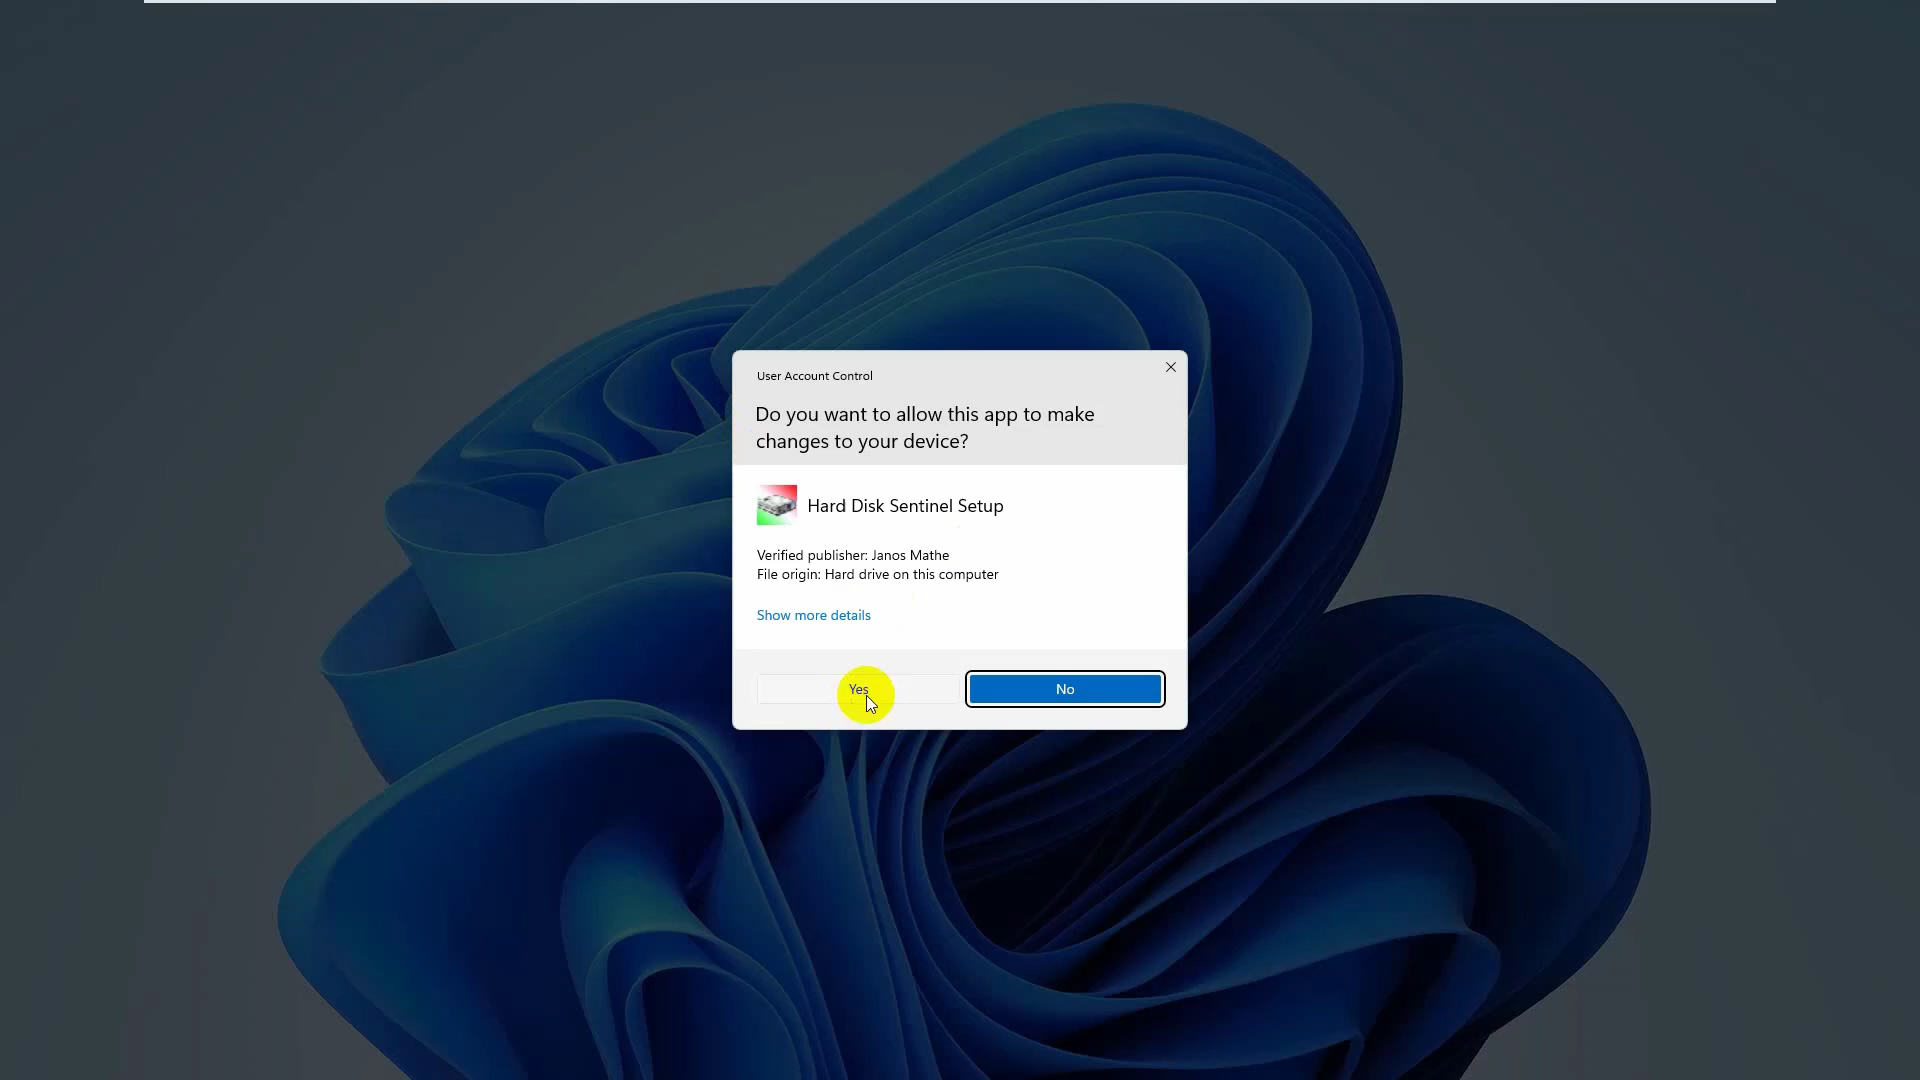 User Account Control
Do you want to allow this app to make
changes to your device?
Hard Disk Sentinel Setup
Verified publisher: Janos Mathe
File origin: Hard drive on this computer
Show more details
Yes
No